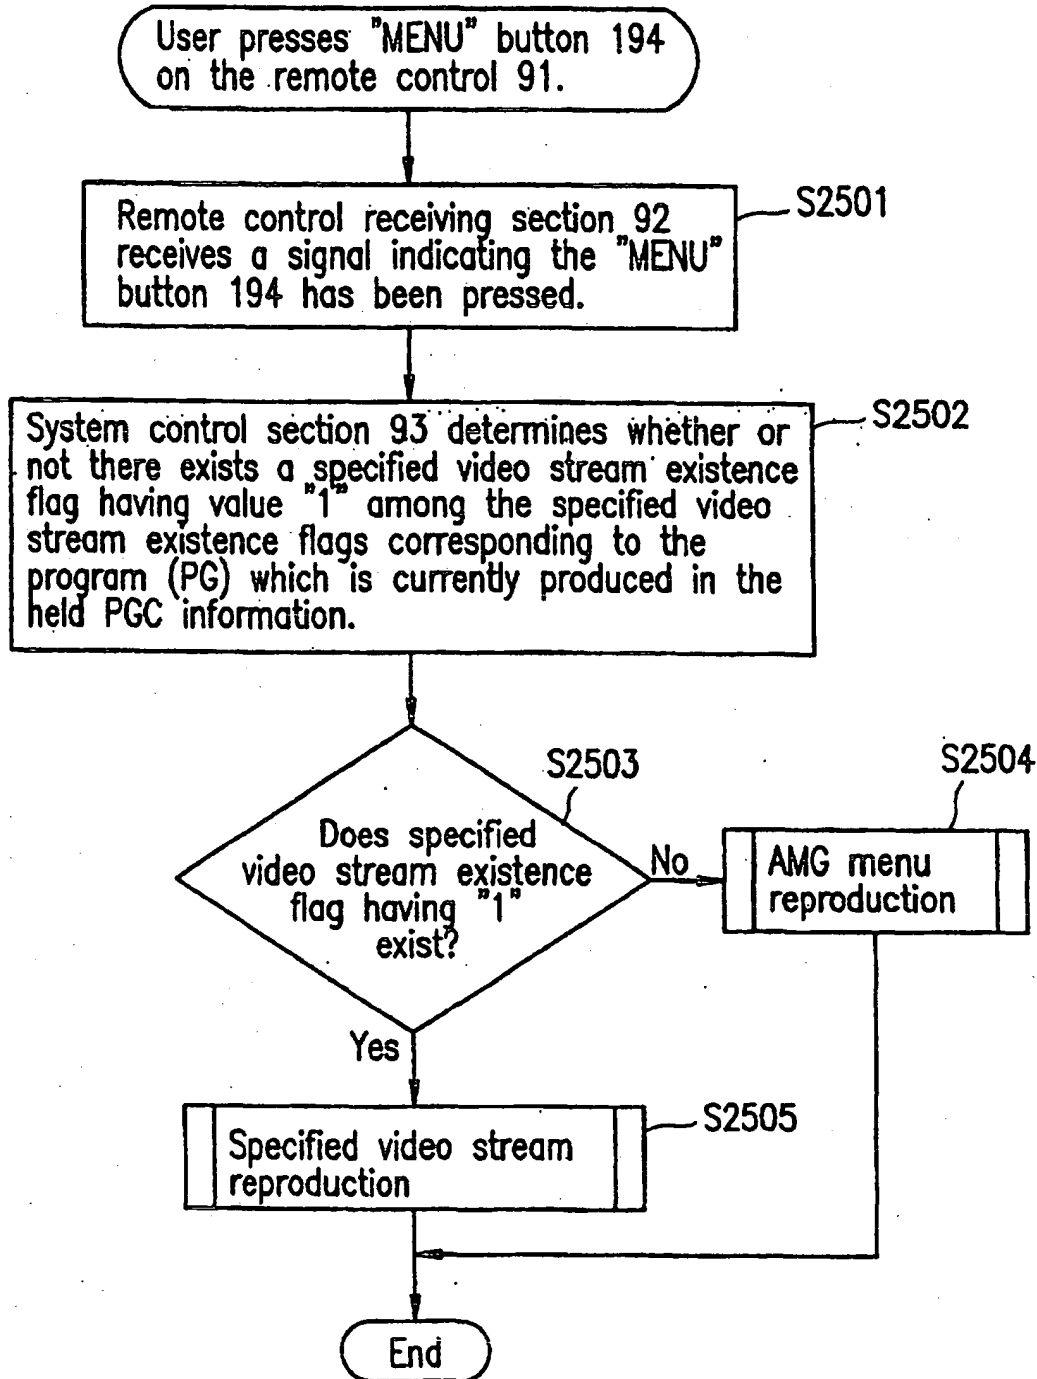 User presses "MENU" button 194
on the remote control 91.
Remote control receiving section 92
receives a signal indicating the "MENU"
button 194 has been pressed.
S2501
System control section 93 determines whether or
not there exists a specified video stream existence
flag having value "1" among the specified video
stream existence flags corresponding to the
program (PG) which is currently produced in the
held PGC information.
S2502
Does specified
video stream existence
flag having "1"
exist?
S2503
No
AMG menu
reproduction
S2504
Yes
Specified video stream
reproduction
S2505
End